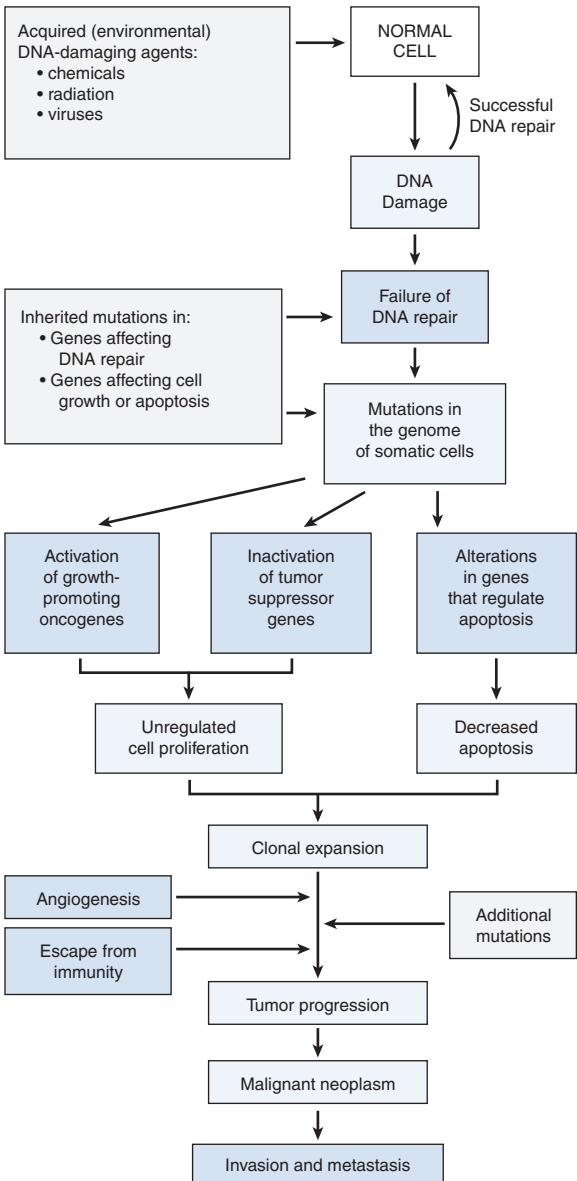 Acquired (environmental)
DNA-damaging agents:
• chemicals
• radiation
• viruses
NORMAL
CELL
Successful
DNA repair
DNA
Damage
Failure of
DNA repair
Inherited mutations in:
• Genes affecting
DNA repair
• Genes affecting cell
growth or apoptosis
Mutations in
the genome
of somatic cells
Activation
of growth-
promoting
oncogenes
Inactivation
of tumor
suppressor
genes
Alterations
in genes
that regulate
apoptosis
Unregulated
cell proliferation
Decreased
apoptosis
Clonal expansion
Angiogenesis
Escape from
immunity
Additional
mutations
Tumor progression
Malignant neoplasm
Invasion and metastasis